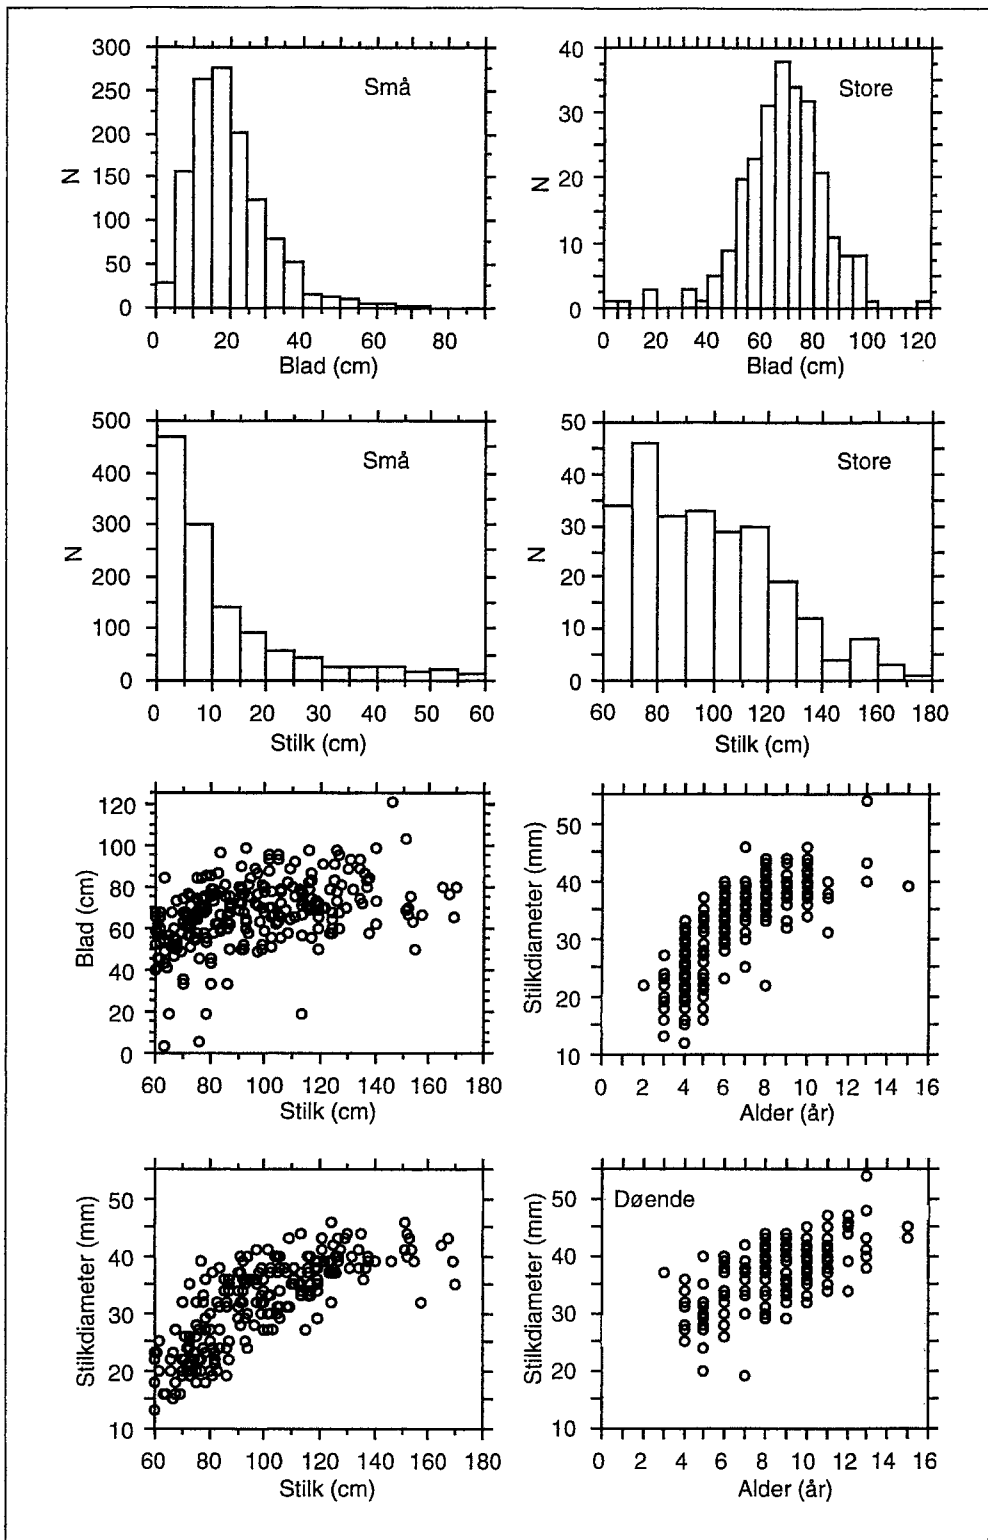 300
250
200
150
100
50
0
N
Små
0 20 40 60 80
Blad (cm)
40
30
20
10
0
N
Store
0 20 40 60 80 100 120
Blad (cm)
500
400
300
200
100
0
N
Små
0 10 20 30 40 50 60
Stilk (cm)
50
40
30
20
10
0
N
Store
60 80 100 120 140 160 180
Stilk (cm)
120
100
80
60
40
20
0
Blad (cm)
60 80 100 120 140 160 180
Stilk (cm)
50
40
30
20
10
Stilkdiameter (mm)
0 2 4 6 8 10 12 14 16
Alder (år)
50
40
30
20
10
Stilkdiameter (mm)
60 80 100 120 140 160 180
Stilk (cm)
50
40
30
20
10
Stilkdiameter (mm)
Døende
0 2 4 6 8 10 12 14 16
Alder (år)